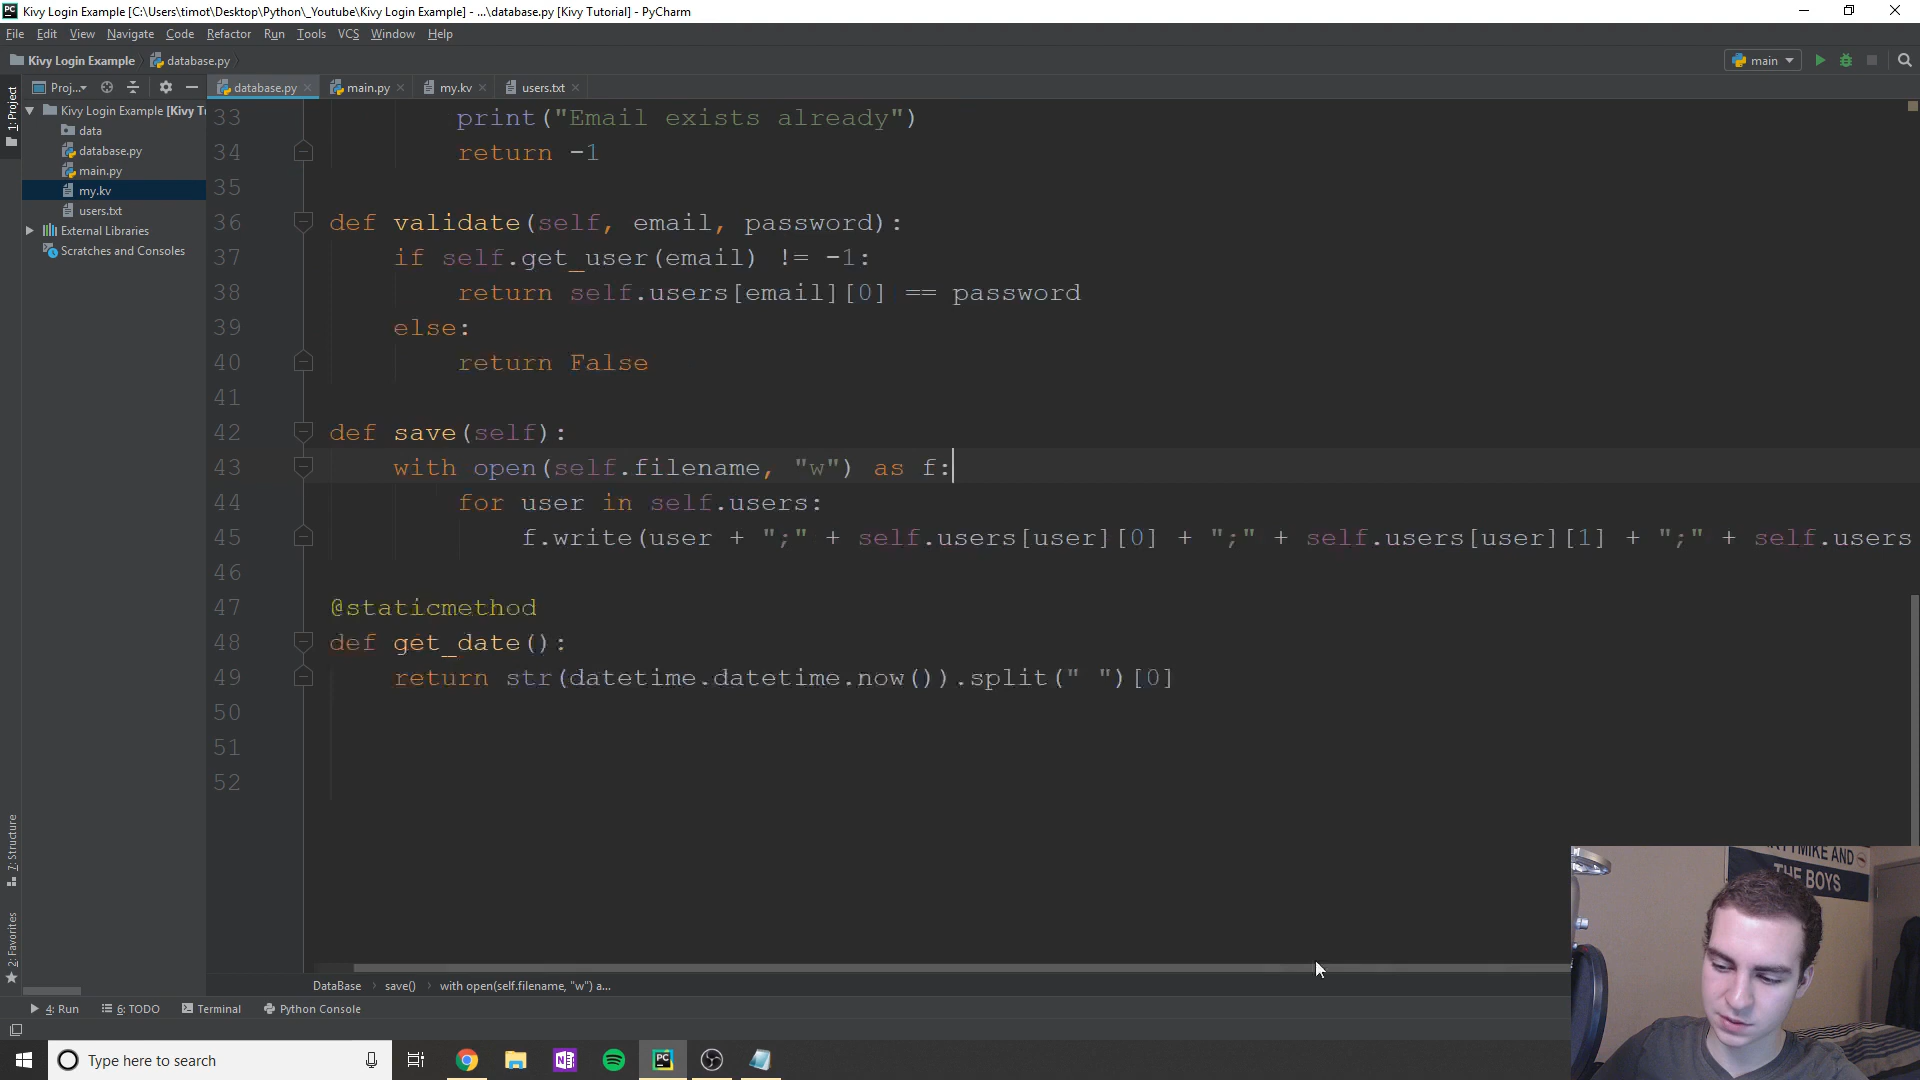 Kivy Login Example [C:\Users\timot\Desktop\Python\_Youtube\Kivy Login Example] - ...\database.py [Kivy Tutorial] - PyCharm
File Edit View Navigate Code Refactor Run Tools VCS Window Help
Kivy Login Example database.py main
1: Project
Proj... database.py main.py my.kv users.txt
Kivy Login Example [Kivy Tu
data
database.py
main.py
my.kv
users.txt
External Libraries
Scratches and Consoles
33 print("Email exists already")
34 return -1
35
36 def validate(self, email, password):
37 if self.get_user(email) != -1:
38 return self.users[email][0] == password
39 else:
40 return False
41
42 def save(self):
43 with open(self.filename, "w") as f:
44 for user in self.users:
45 f.write(user + ";" + self.users[user][0] + ";" + self.users[user][1] + ";" + self.users
46
47 @staticmethod
48 def get_date():
49 return str(datetime.datetime.now()).split(" ")[0]
50
51
52
7: Structure
2: Favorites
MIKE AND
THE BOYS
DataBase save() with open(self.filename, "w") a...
4: Run 6: TODO Terminal Python Console
Type here to search